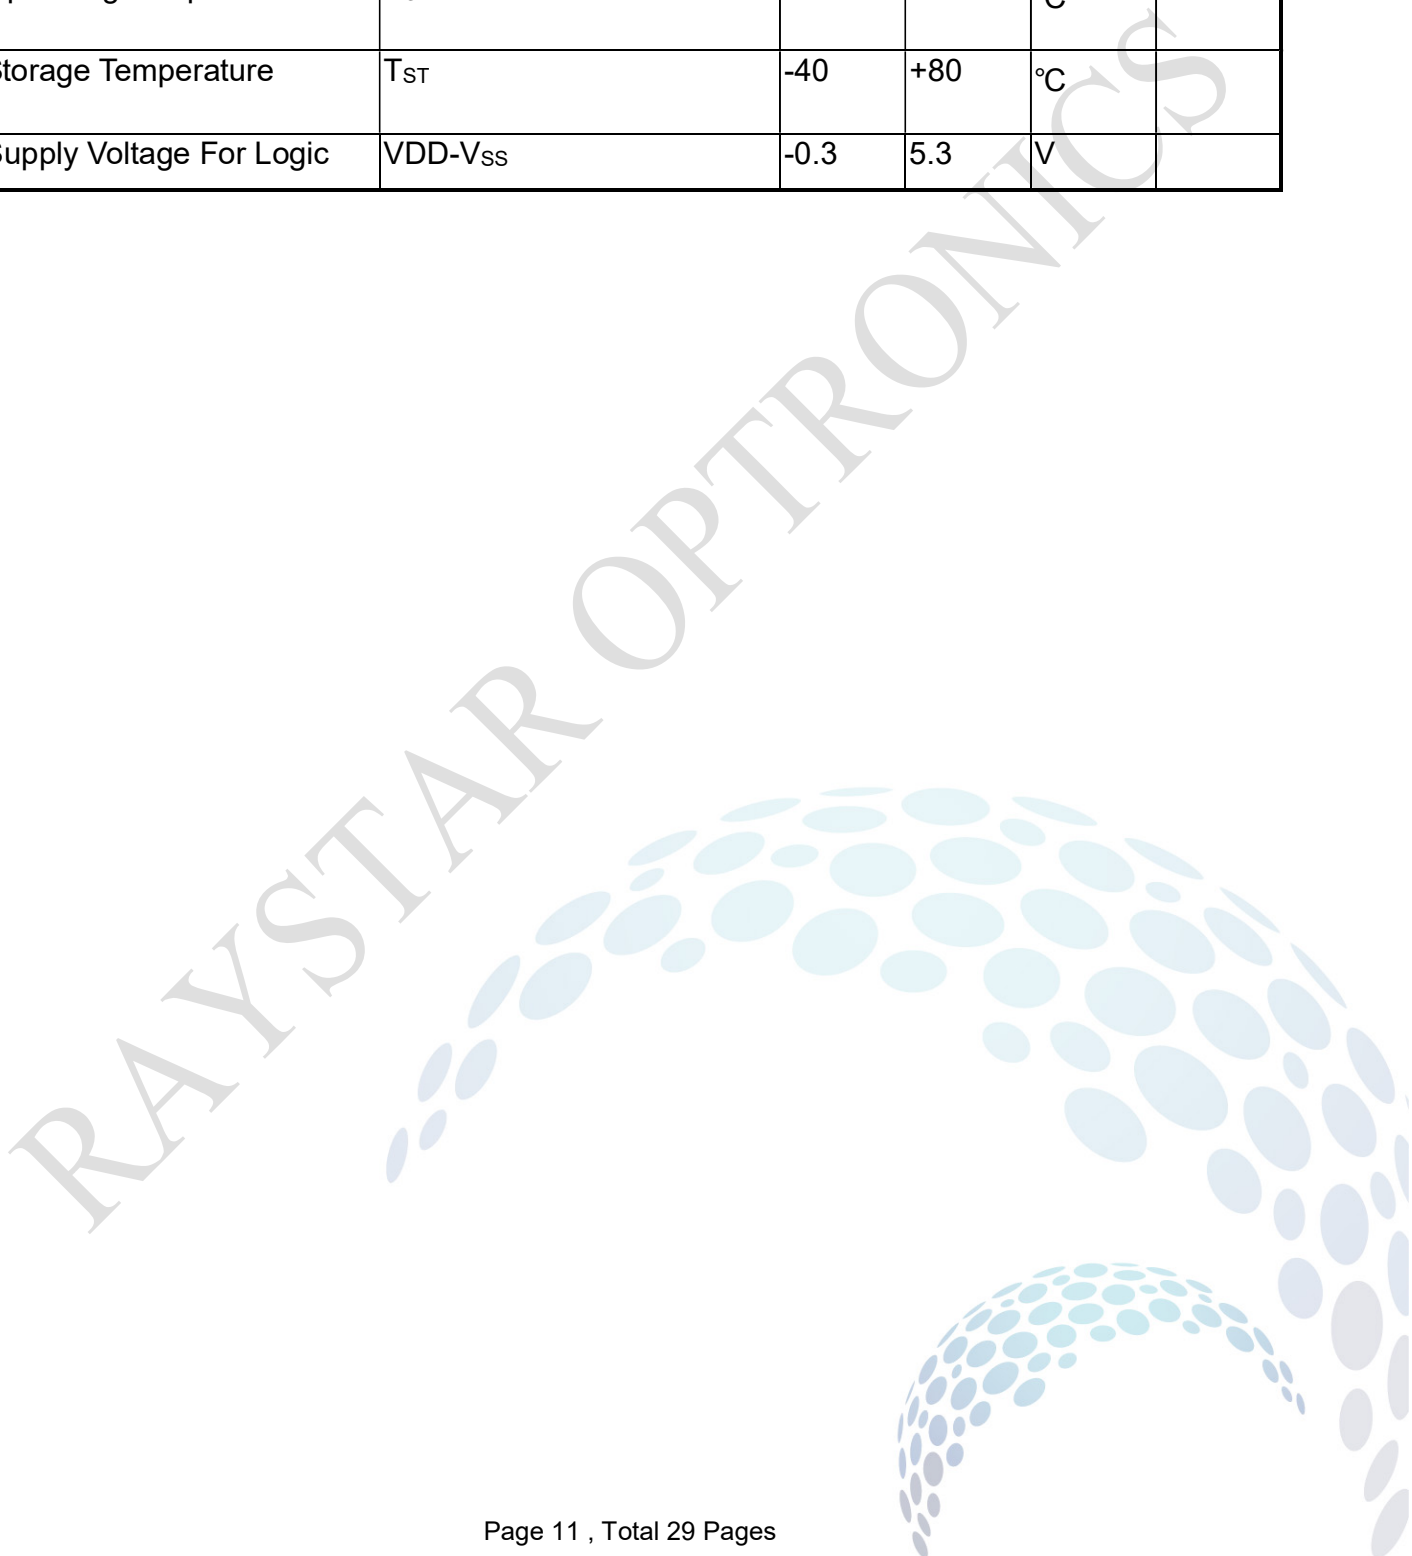 ℃
Storage Temperature TST -40 +80 ℃
Supply Voltage For Logic VDD-VSS -0.3 5.3 V
RAYSTAR OPTRONICS
Page 11 , Total 29 Pages